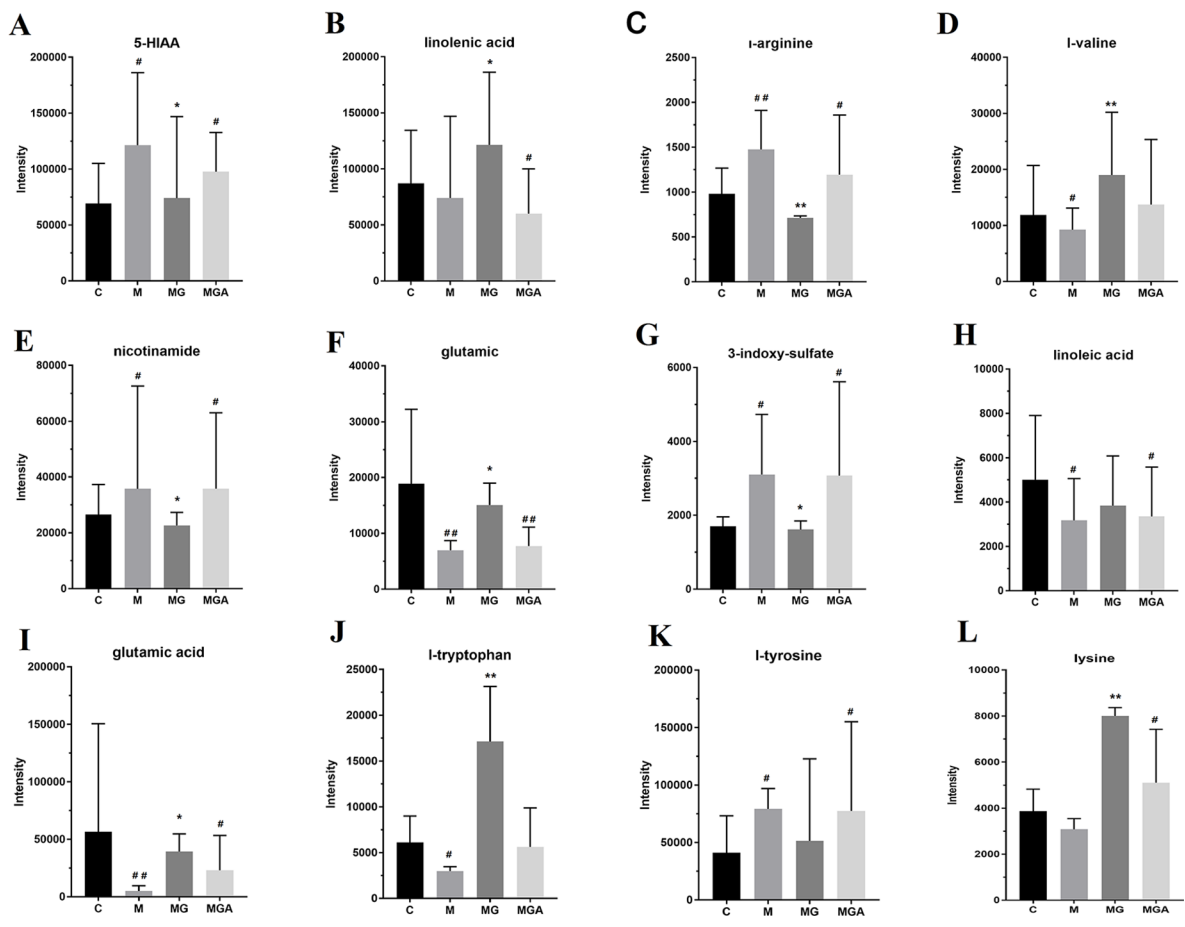 A
5-HIAA
Intensity
200000
150000
100000
50000
0
#
*
#
C M MG MGA
B
linolenic acid
Intensity
200000
150000
100000
50000
0
*
#
C M MG MGA
C
ı-arginine
Intensity
2500
2000
1500
1000
500
0
##
**
#
C M MG MGA
D
l-valine
Intensity
40000
30000
20000
10000
0
#
**
C M MG MGA
E
nicotinamide
Intensity
80000
60000
40000
20000
0
#
*
#
C M MG MGA
F
glutamic
Intensity
40000
30000
20000
10000
0
##
*
##
C M MG MGA
G
3-indoxy-sulfate
Intensity
6000
4000
2000
0
#
*
#
C M MG MGA
H
linoleic acid
Intensity
10000
8000
6000
4000
2000
0
#
#
C M MG MGA
I
glutamic acid
Intensity
200000
150000
100000
50000
0
##
*
#
C M MG MGA
J
l-tryptophan
Intensity
25000
20000
15000
10000
5000
0
#
**
C M MG MGA
K
l-tyrosine
Intensity
200000
150000
100000
50000
0
#
#
C M MG MGA
L
lysine
Intensity
10000
8000
6000
4000
2000
0
**
#
C M MG MGA